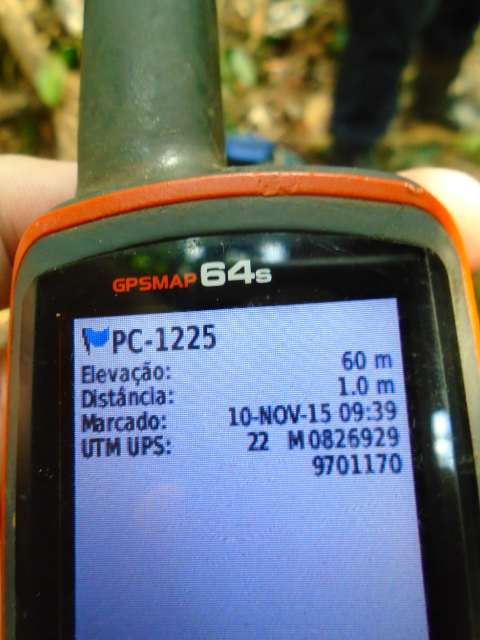 GPSMAP 64s
PC-1225
Elevação: 60 m
Distância: 1.0 m
Marcado: 10-NOV-15 09:39
UTM UPS: 22 M 0826929
9701170